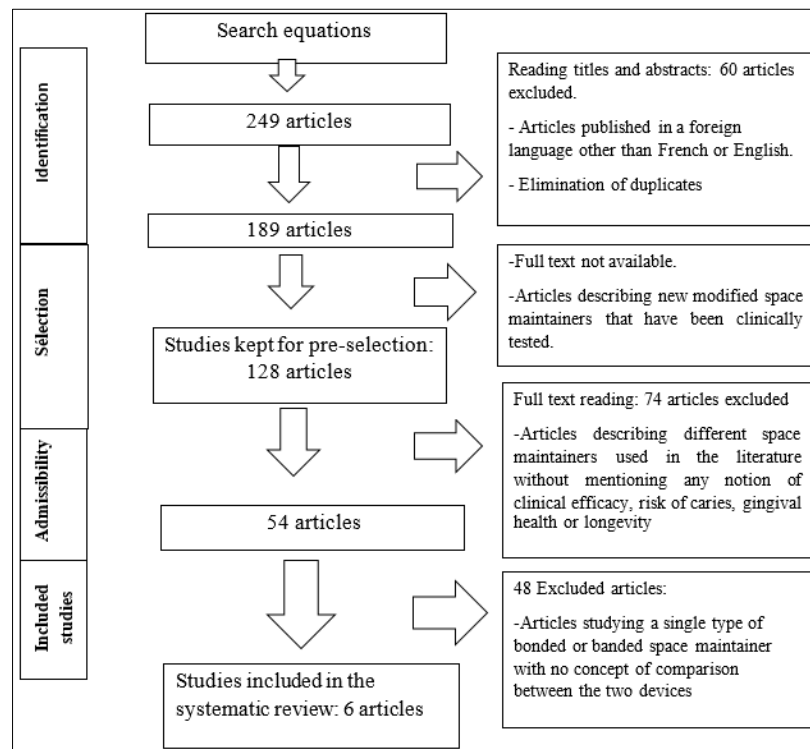 Search equations
Identification
249 articles
Reading titles and abstracts: 60 articles
excluded.
- Articles published in a foreign
language other than French or English.
- Elimination of duplicates
189 articles
Sélection
-Full text not available.
-Articles describing new modified space
maintainers that have been clinically
tested.
Studies kept for pre-selection:
128 articles
Full text reading: 74 articles excluded
-Articles describing different space
maintainers used in the literature
without mentioning any notion of
clinical efficacy, risk of caries, gingival
health or longevity
Admissibility
54 articles
Included
studies
48 Excluded articles:
-Articles studying a single type of
bonded or banded space maintainer
with no concept of comparison
between the two devices
Studies included in the
systematic review: 6 articles